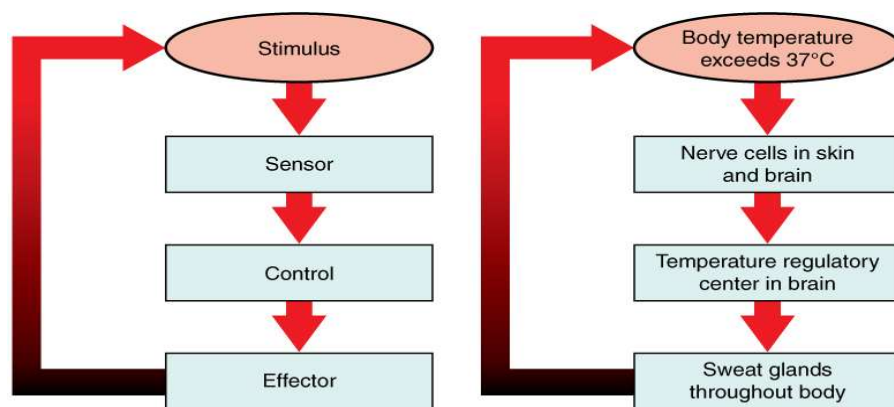 Stimulus
Sensor
Control
Effector
Body temperature
exceeds 37°C
Nerve cells in skin
and brain
Temperature regulatory
center in brain
Sweat glands
throughout body